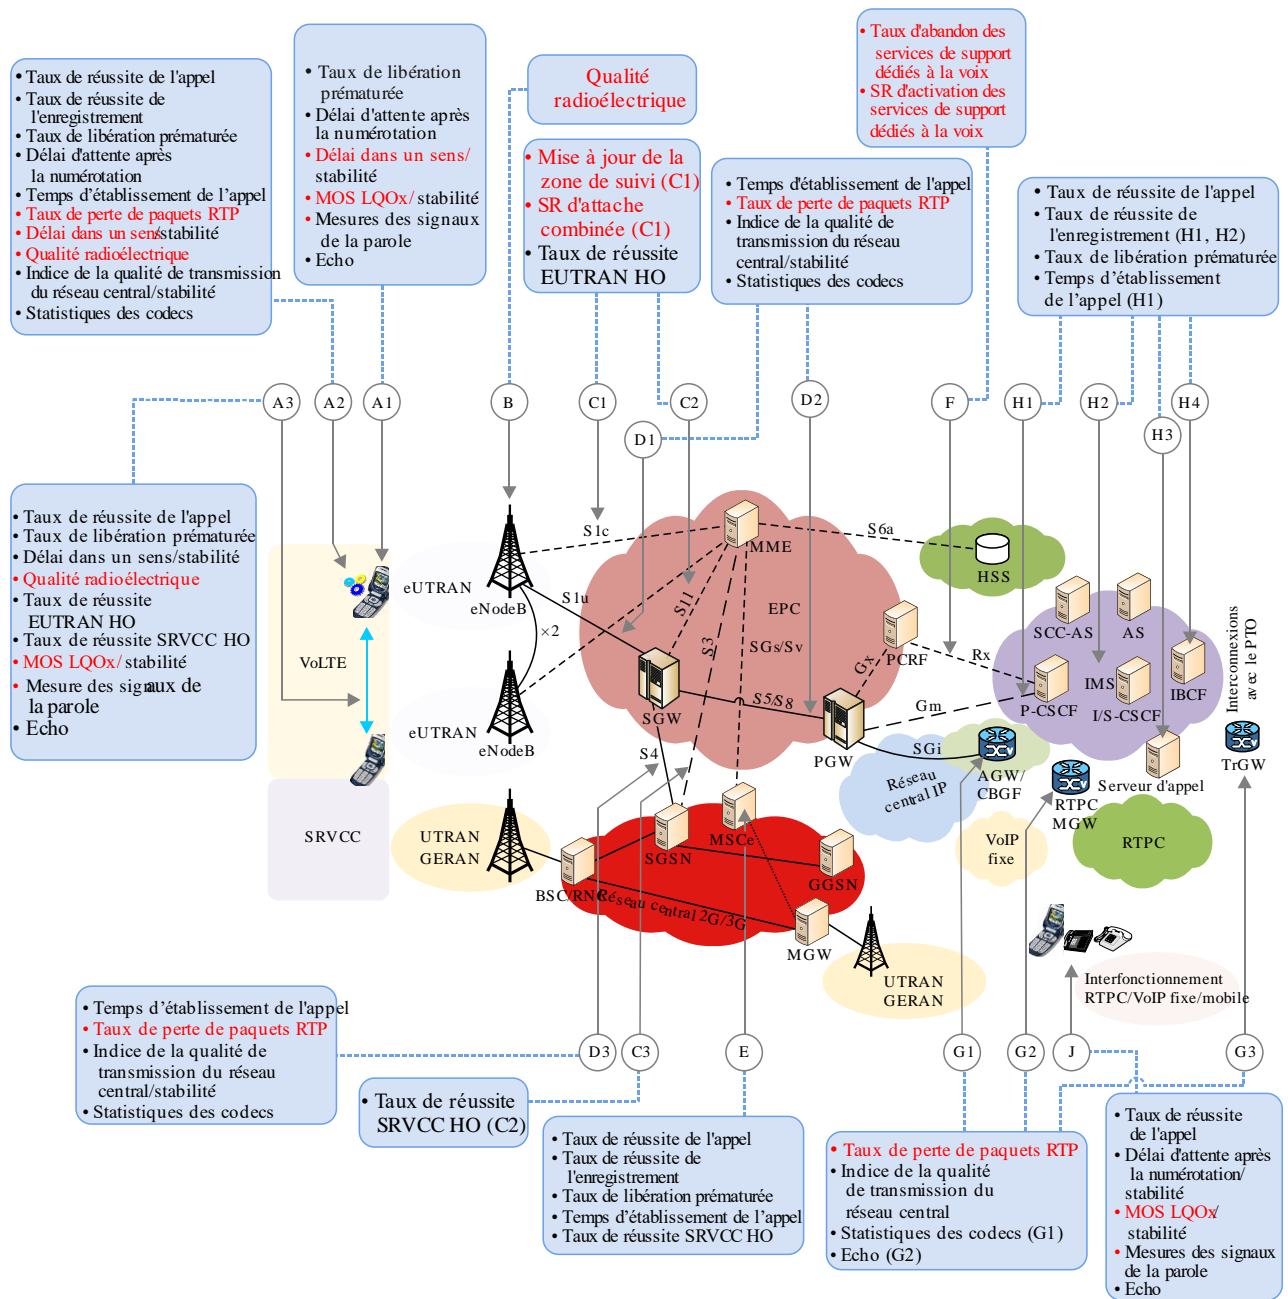 • Taux d'abandon des
services de support
dédiés à la voix
• SR d'activation des
services de support
dédiés à la voix
• Taux de réussite de l'appel
• Taux de réussite de
l'enregistrement
• Taux de libération prématurée
• Délai d'attente après
la numérotation
• Temps d'établissement de l'appel
• Taux de perte de paquets RTP
• Délai dans un sens/stabilité
• Qualité radioélectrique
• Indice de la qualité de transmission
du réseau central/stabilité
• Statistiques des codecs
• Taux de libération
prématurée
• Délai d'attente après
la numérotation
• Délai dans un sens/
stabilité
• MOS LQOx/ stabilité
• Mesures des signaux
de la parole
• Echo
Qualité
radioélectrique
• Mise à jour de la
zone de suivi (C1)
• SR d'attache
combinée (C1)
• Taux de réussite
EUTRAN HO
• Temps d'établissement de l'appel
• Taux de perte de paquets RTP
• Indice de la qualité de
transmission du réseau
central/stabilité
• Statistiques des codecs
• Taux de réussite de l'appel
• Taux de réussite de
l'enregistrement (H1, H2)
• Taux de libération prématurée
• Temps d'établissement
de l'appel (H1)
A3
A2
A1
B
C1
C2
D2
F
H1
H2
H4
D1
H3
• Taux de réussite de l'appel
• Taux de libération prématurée
• Délai dans un sens/stabilité
• Qualité radioélectrique
• Taux de réussite
EUTRAN HO
• Taux de réussite SRVCC HO
• MOS LQOx/ stabilité
• Mesure des signaux de
la parole
• Echo
VoLTE
SRVCC
eUTRAN
eNodeB
eUTRAN
eNodeB
×2
S1c
S1u
S11
S3
SGs/Sv
MME
EPC
S6a
HSS
PCRF
Gx
Rx
SGW
S5/S8
PGW
Gm
SGi
S4
SCC-AS
AS
IMS
P-CSCF
I/S-CSCF
IBCF
Interconnexions
avec le PTO
TrGW
Réseau
central IP
AGW/
CBGF
RTPC
MGW
Serveur d'appel
VoIP
fixe
RTPC
UTRAN
GERAN
BSC/RNC
SGSN
MSCe
GGSN
Réseau central 2G/3G
MGW
UTRAN
GERAN
Interfonctionnement
RTPC/VoIP fixe/mobile
D3
C3
E
G1
G2
J
G3
• Temps d'établissement de l'appel
• Taux de perte de paquets RTP
• Indice de la qualité de
transmission du réseau
central/stabilité
• Statistiques des codecs
• Taux de réussite
SRVCC HO (C2)
• Taux de réussite de l'appel
• Taux de réussite de
l'enregistrement
• Taux de libération prématurée
• Temps d'établissement de l'appel
• Taux de réussite SRVCC HO
• Taux de perte de paquets RTP
• Indice de la qualité
de transmission du
réseau central
• Statistiques des codecs (G1)
• Echo (G2)
• Taux de réussite
de l'appel
• Délai d'attente après
la numérotation/
stabilité
• MOS LQOx/
stabilité
• Mesures des signaux
de la parole
• Echo